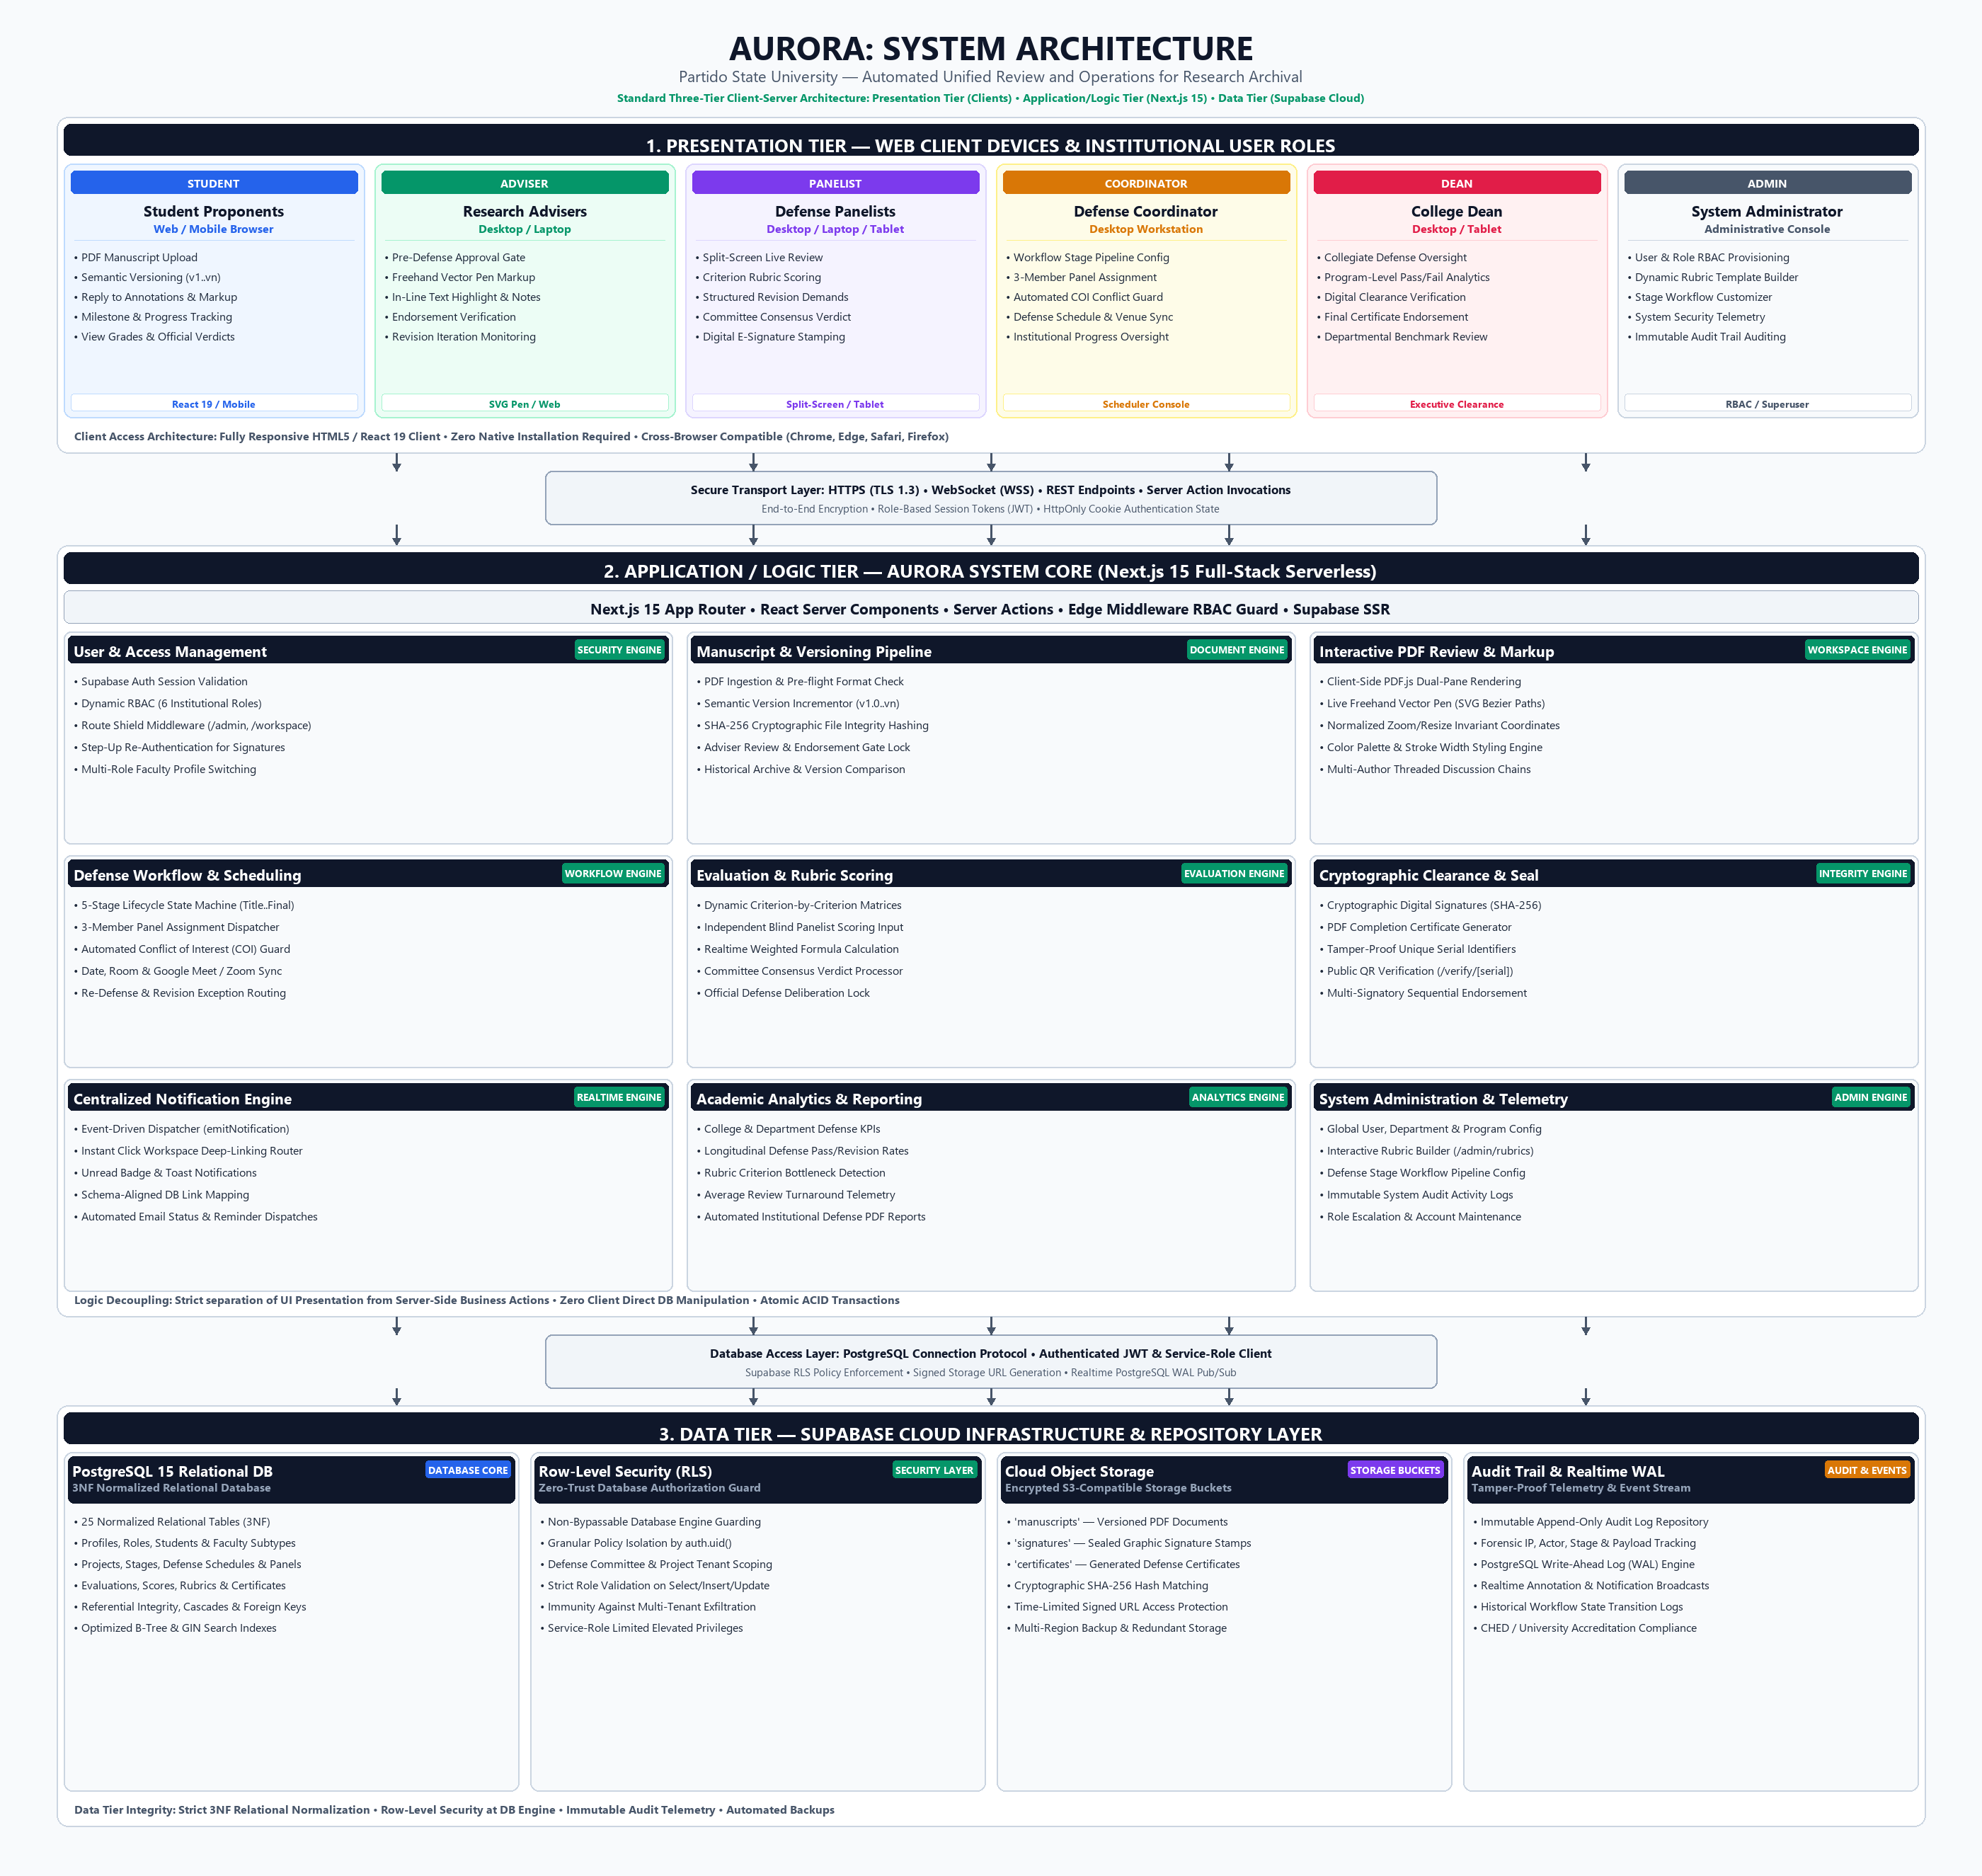 AURORA: SYSTEM ARCHITECTURE
Partido State University — Automated Unified Review and Operations for Research Archival
Standard Three-Tier Client-Server Architecture: Presentation Tier (Clients) • Application/Logic Tier (Next.js 15) • Data Tier (Supabase Cloud)
1. PRESENTATION TIER — WEB CLIENT DEVICES & INSTITUTIONAL USER ROLES
STUDENT
Student Proponents
Web / Mobile Browser
• PDF Manuscript Upload
• Semantic Versioning (v1..vn)
• Reply to Annotations & Markup
• Milestone & Progress Tracking
• View Grades & Official Verdicts
React 19 / Mobile
ADVISER
Research Advisers
Desktop / Laptop
• Pre-Defense Approval Gate
• Freehand Vector Pen Markup
• In-Line Text Highlight & Notes
• Endorsement Verification
• Revision Iteration Monitoring
SVG Pen / Web
PANELIST
Defense Panelists
Desktop / Laptop / Tablet
• Split-Screen Live Review
• Criterion Rubric Scoring
• Structured Revision Demands
• Committee Consensus Verdict
• Digital E-Signature Stamping
Split-Screen / Tablet
COORDINATOR
Defense Coordinator
Desktop Workstation
• Workflow Stage Pipeline Config
• 3-Member Panel Assignment
• Automated COI Conflict Guard
• Defense Schedule & Venue Sync
• Institutional Progress Oversight
Scheduler Console
DEAN
College Dean
Desktop / Tablet
• Collegiate Defense Oversight
• Program-Level Pass/Fail Analytics
• Digital Clearance Verification
• Final Certificate Endorsement
• Departmental Benchmark Review
Executive Clearance
ADMIN
System Administrator
Administrative Console
• User & Role RBAC Provisioning
• Dynamic Rubric Template Builder
• Stage Workflow Customizer
• System Security Telemetry
• Immutable Audit Trail Auditing
RBAC / Superuser
Client Access Architecture: Fully Responsive HTML5 / React 19 Client • Zero Native Installation Required • Cross-Browser Compatible (Chrome, Edge, Safari, Firefox)
Secure Transport Layer: HTTPS (TLS 1.3) • WebSocket (WSS) • REST Endpoints • Server Action Invocations
End-to-End Encryption • Role-Based Session Tokens (JWT) • HttpOnly Cookie Authentication State
2. APPLICATION / LOGIC TIER — AURORA SYSTEM CORE (Next.js 15 Full-Stack Serverless)
Next.js 15 App Router • React Server Components • Server Actions • Edge Middleware RBAC Guard • Supabase SSR
User & Access Management
SECURITY ENGINE
• Supabase Auth Session Validation
• Dynamic RBAC (6 Institutional Roles)
• Route Shield Middleware (/admin, /workspace)
• Step-Up Re-Authentication for Signatures
• Multi-Role Faculty Profile Switching
Manuscript & Versioning Pipeline
DOCUMENT ENGINE
• PDF Ingestion & Pre-flight Format Check
• Semantic Version Incrementor (v1.0..vn)
• SHA-256 Cryptographic File Integrity Hashing
• Adviser Review & Endorsement Gate Lock
• Historical Archive & Version Comparison
Interactive PDF Review & Markup
WORKSPACE ENGINE
• Client-Side PDF.js Dual-Pane Rendering
• Live Freehand Vector Pen (SVG Bezier Paths)
• Normalized Zoom/Resize Invariant Coordinates
• Color Palette & Stroke Width Styling Engine
• Multi-Author Threaded Discussion Chains
Defense Workflow & Scheduling
WORKFLOW ENGINE
• 5-Stage Lifecycle State Machine (Title..Final)
• 3-Member Panel Assignment Dispatcher
• Automated Conflict of Interest (COI) Guard
• Date, Room & Google Meet / Zoom Sync
• Re-Defense & Revision Exception Routing
Evaluation & Rubric Scoring
EVALUATION ENGINE
• Dynamic Criterion-by-Criterion Matrices
• Independent Blind Panelist Scoring Input
• Realtime Weighted Formula Calculation
• Committee Consensus Verdict Processor
• Official Defense Deliberation Lock
Cryptographic Clearance & Seal
INTEGRITY ENGINE
• Cryptographic Digital Signatures (SHA-256)
• PDF Completion Certificate Generator
• Tamper-Proof Unique Serial Identifiers
• Public QR Verification (/verify/[serial])
• Multi-Signatory Sequential Endorsement
Centralized Notification Engine
REALTIME ENGINE
• Event-Driven Dispatcher (emitNotification)
• Instant Click Workspace Deep-Linking Router
• Unread Badge & Toast Notifications
• Schema-Aligned DB Link Mapping
• Automated Email Status & Reminder Dispatches
Academic Analytics & Reporting
ANALYTICS ENGINE
• College & Department Defense KPIs
• Longitudinal Defense Pass/Revision Rates
• Rubric Criterion Bottleneck Detection
• Average Review Turnaround Telemetry
• Automated Institutional Defense PDF Reports
System Administration & Telemetry
ADMIN ENGINE
• Global User, Department & Program Config
• Interactive Rubric Builder (/admin/rubrics)
• Defense Stage Workflow Pipeline Config
• Immutable System Audit Activity Logs
• Role Escalation & Account Maintenance
Logic Decoupling: Strict separation of UI Presentation from Server-Side Business Actions • Zero Client Direct DB Manipulation • Atomic ACID Transactions
Database Access Layer: PostgreSQL Connection Protocol • Authenticated JWT & Service-Role Client
Supabase RLS Policy Enforcement • Signed Storage URL Generation • Realtime PostgreSQL WAL Pub/Sub
3. DATA TIER — SUPABASE CLOUD INFRASTRUCTURE & REPOSITORY LAYER
PostgreSQL 15 Relational DB
DATABASE CORE
3NF Normalized Relational Database
• 25 Normalized Relational Tables (3NF)
• Profiles, Roles, Students & Faculty Subtypes
• Projects, Stages, Defense Schedules & Panels
• Evaluations, Scores, Rubrics & Certificates
• Referential Integrity, Cascades & Foreign Keys
• Optimized B-Tree & GIN Search Indexes
Row-Level Security (RLS)
SECURITY LAYER
Zero-Trust Database Authorization Guard
• Non-Bypassable Database Engine Guarding
• Granular Policy Isolation by auth.uid()
• Defense Committee & Project Tenant Scoping
• Strict Role Validation on Select/Insert/Update
• Immunity Against Multi-Tenant Exfiltration
• Service-Role Limited Elevated Privileges
Cloud Object Storage
STORAGE BUCKETS
Encrypted S3-Compatible Storage Buckets
• 'manuscripts' — Versioned PDF Documents
• 'signatures' — Sealed Graphic Signature Stamps
• 'certificates' — Generated Defense Certificates
• Cryptographic SHA-256 Hash Matching
• Time-Limited Signed URL Access Protection
• Multi-Region Backup & Redundant Storage
Audit Trail & Realtime WAL
AUDIT & EVENTS
Tamper-Proof Telemetry & Event Stream
• Immutable Append-Only Audit Log Repository
• Forensic IP, Actor, Stage & Payload Tracking
• PostgreSQL Write-Ahead Log (WAL) Engine
• Realtime Annotation & Notification Broadcasts
• Historical Workflow State Transition Logs
• CHED / University Accreditation Compliance
Data Tier Integrity: Strict 3NF Relational Normalization • Row-Level Security at DB Engine • Immutable Audit Telemetry • Automated Backups